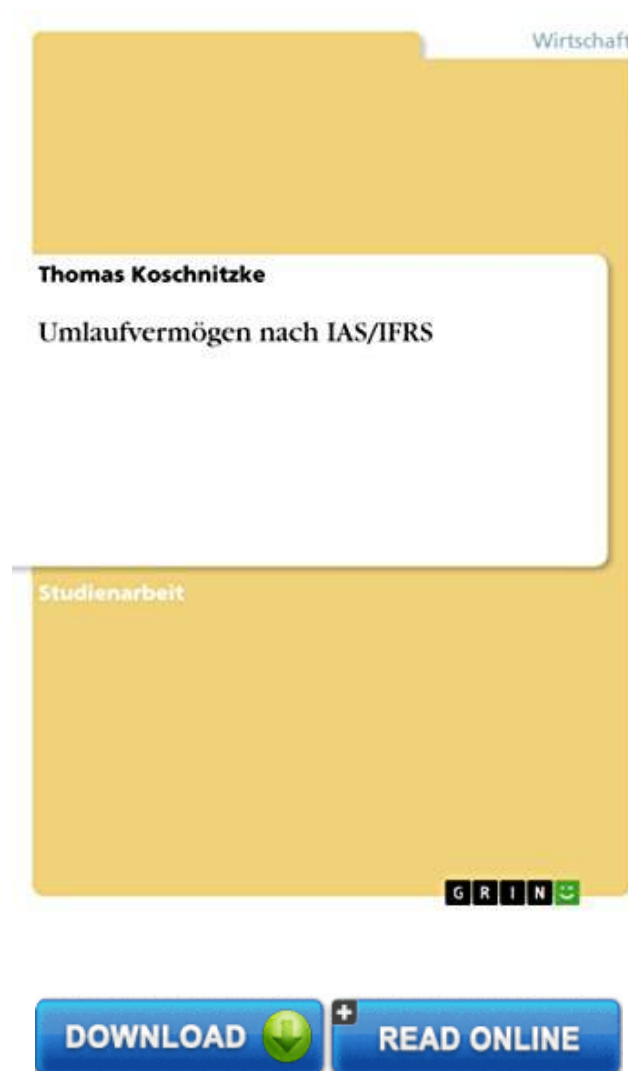 Wirtschaft
Thomas Koschnitzke
Umlaufvermögen nach IAS/IFRS
Studienarbeit
GRIN
DOWNLOAD
READ ONLINE